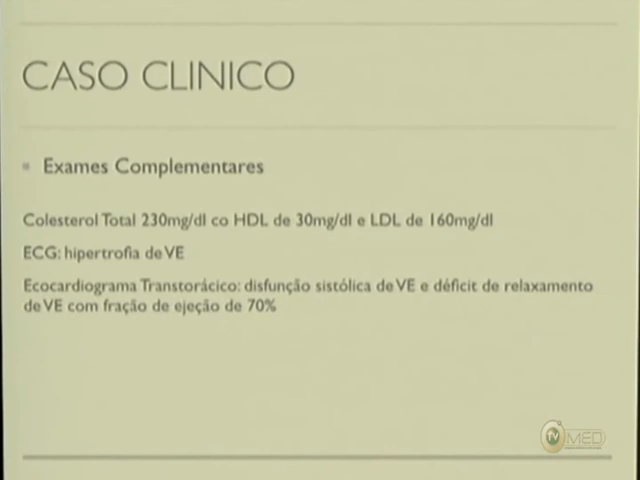 CASO CLINICO
Exames Complementares
Colesterol Total 230mg/dl co HDL de 30mg/dl e LDL de 160mg/dl
ECG: hipertrofia de VE
Ecocardiograma Transtorácico: disfunção sistólica de VE e déficit de relaxamento
de VE com fração de ejeção de 70%
TV MED